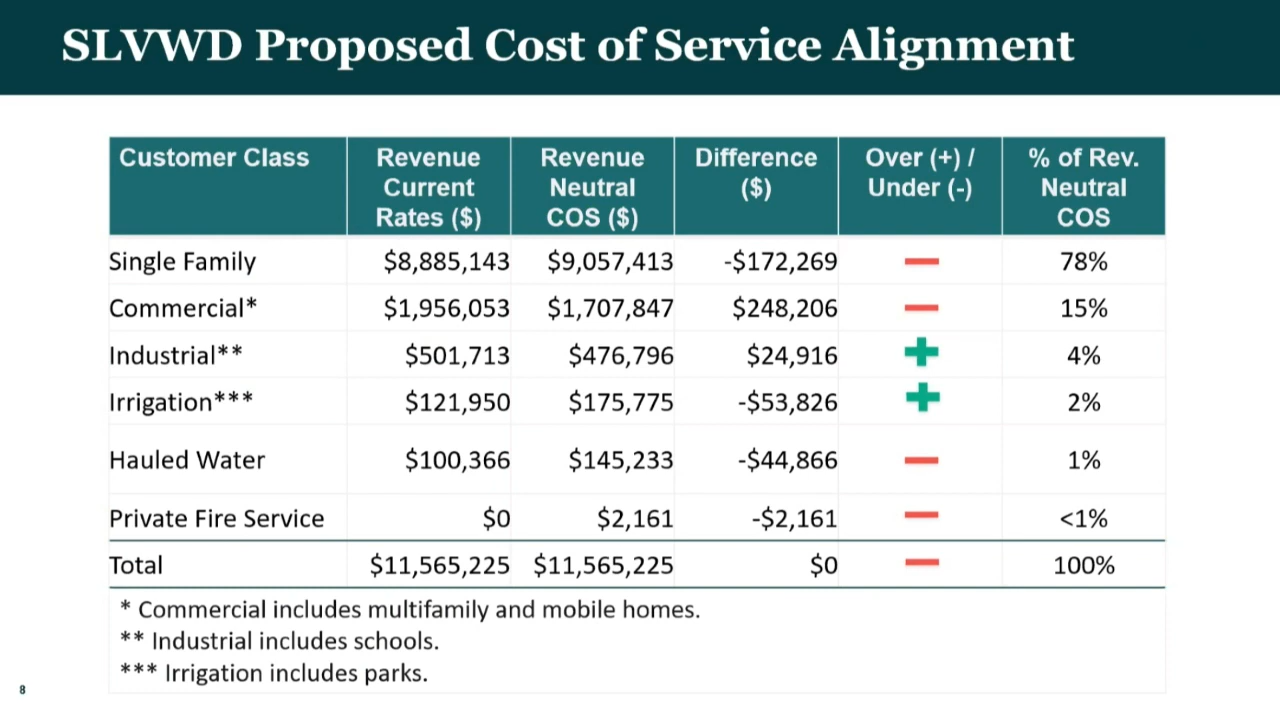 SLVWD Proposed Cost of Service Alignment
Customer Class Revenue Current Rates ($) Revenue Neutral COS ($) Difference ($) Over (+) / Under (-) % of Rev. Neutral COS
Single Family $8,885,143 $9,057,413 -$172,269 — 78%
Commercial* $1,956,053 $1,707,847 $248,206 — 15%
Industrial** $501,713 $476,796 $24,916 + 4%
Irrigation*** $121,950 $175,775 -$53,826 + 2%
Hauled Water $100,366 $145,233 -$44,866 — 1%
Private Fire Service $0 $2,161 -$2,161 — <1%
Total $11,565,225 $11,565,225 $0 — 100%
* Commercial includes multifamily and mobile homes.
** Industrial includes schools.
*** Irrigation includes parks.
8